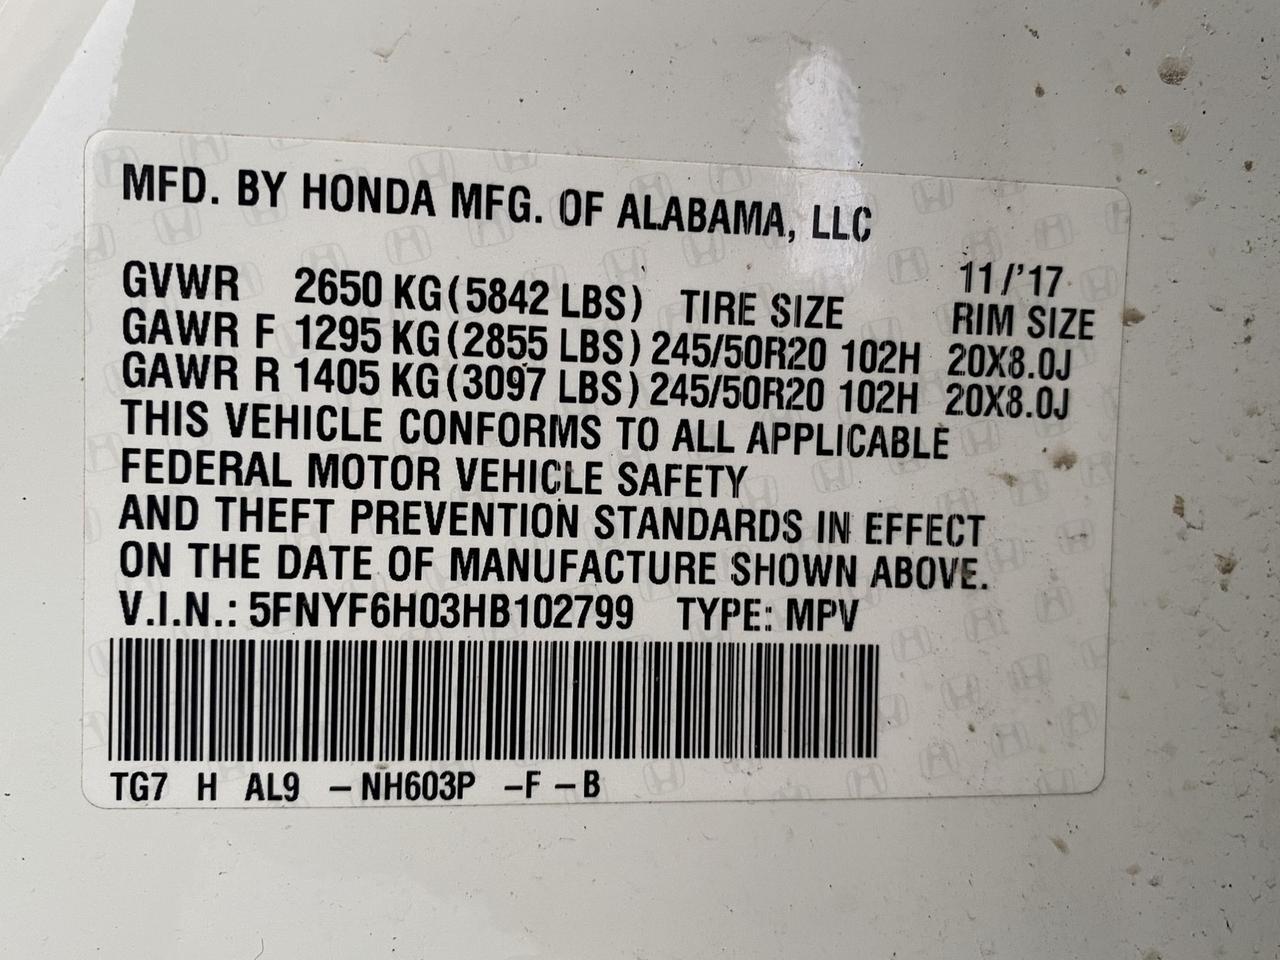 MFD. BY HONDA MFG. OF ALABAMA, LLC
11/'17
GVWR 2650 KG (5842 LBS) TIRE SIZE RIM SIZE
GAWR F 1295 KG (2855 LBS) 245/50R20 102H 20X8.0J
GAWR R 1405 KG (3097 LBS) 245/50R20 102H 20X8.0J
THIS VEHICLE CONFORMS TO ALL APPLICABLE
FEDERAL MOTOR VEHICLE SAFETY
AND THEFT PREVENTION STANDARDS IN EFFECT
ON THE DATE OF MANUFACTURE SHOWN ABOVE.
V.I.N.: 5FNYF6H03HB102799 TYPE: MPV
TG7 H AL9 -NH603P -F -B